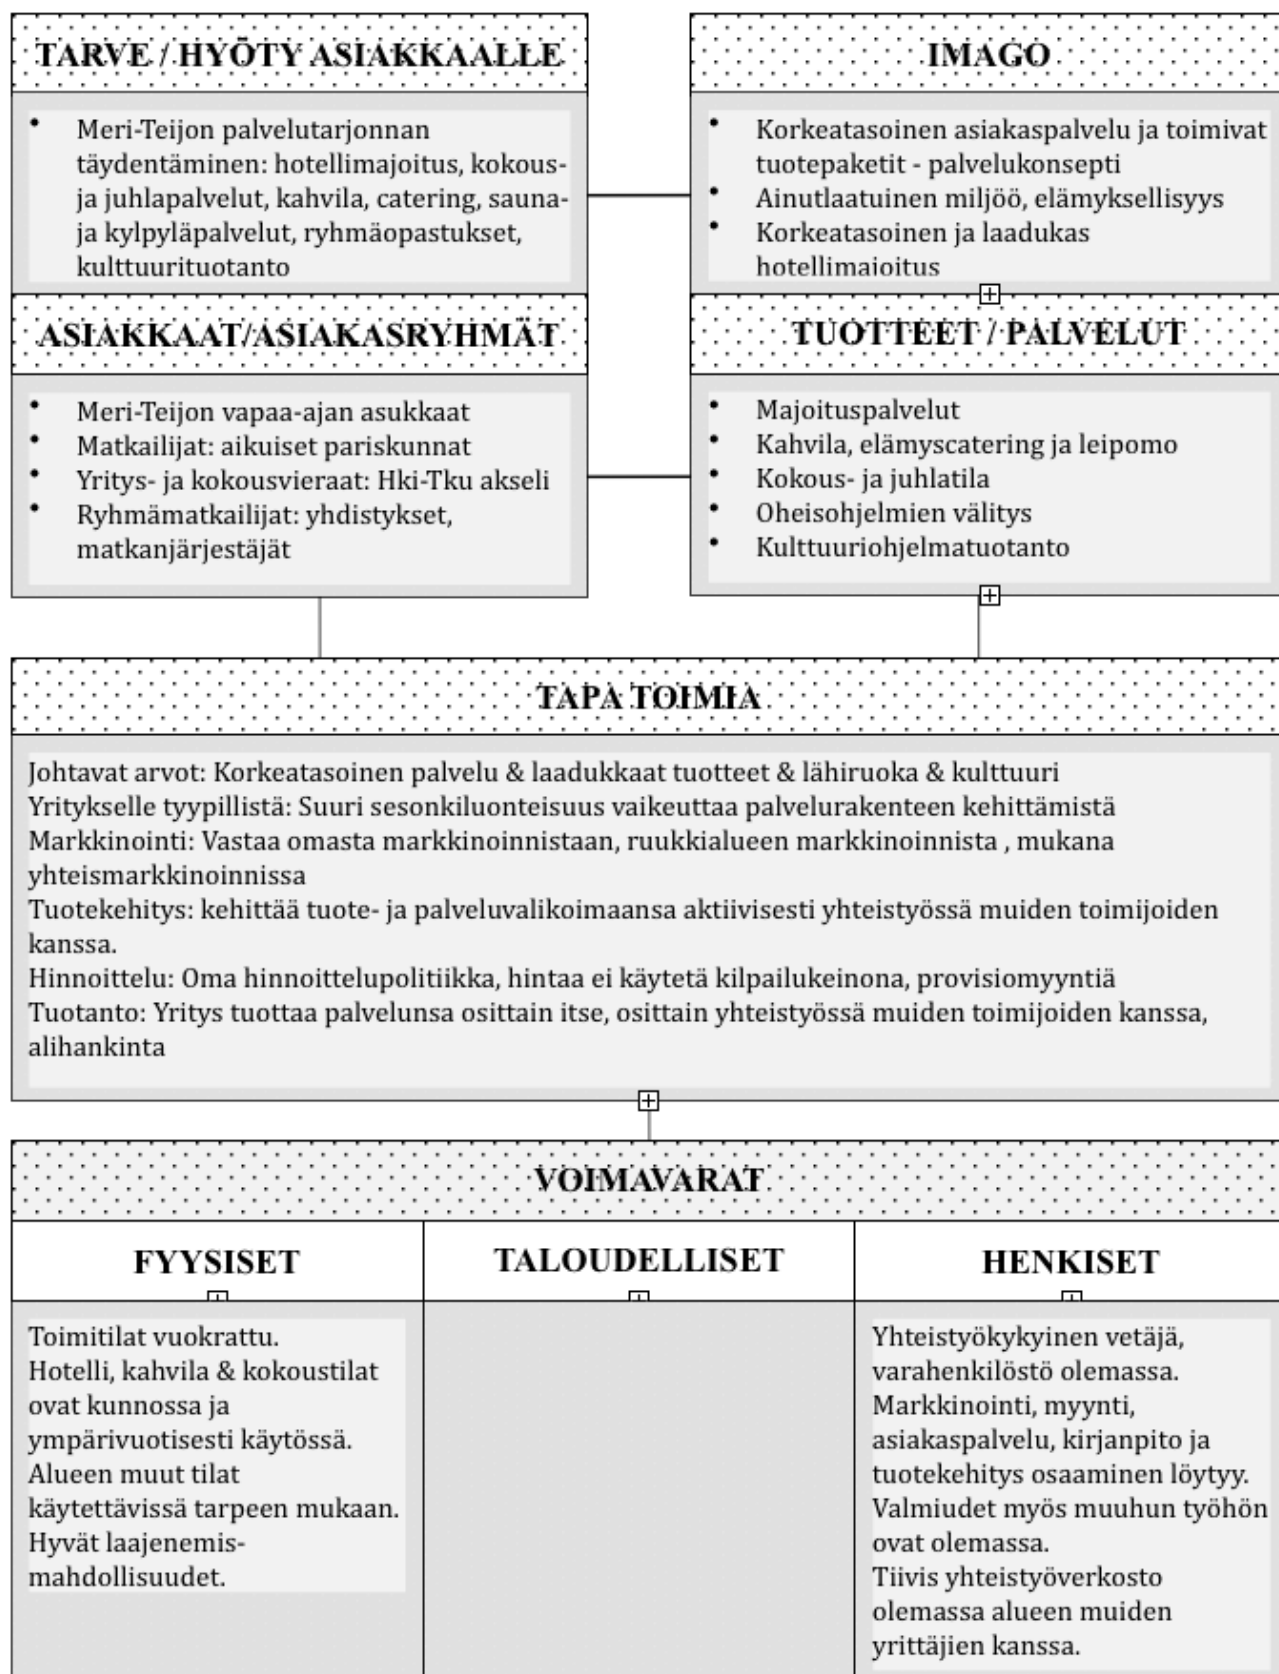 TARVE / HYÖTY ASIAKKAALLE
• Meri-Teijon palvelutarjonnan
täydentäminen: hotellimajoitus, kokous-
ja juhlapalvelut, kahvila, catering, sauna-
ja kylpyläpalvelut, ryhmäopastukset,
kulttuurituotanto
IMAGO
• Korkeatasoinen asiakaspalvelu ja toimivat
tuotepaketit - palvelukonsepti
• Ainutlaatuinen miljöö, elämyksellisyys
• Korkeatasoinen ja laadukas
hotellimajoitus
ASIAKKAAT/ASIAKASRYHMÄT
• Meri-Teijon vapaa-ajan asukkaat
• Matkailijat: aikuiset pariskunnat
• Yritys- ja kokousvieraat: Hki-Tku akseli
• Ryhmämatkailijat: yhdistykset,
matkanjärjestäjät
TUOTTEET / PALVELUT
• Majoituspalvelut
• Kahvila, elämyscatering ja leipomo
• Kokous- ja juhlatila
• Oheisohjelmien välitys
• Kulttuuriohjelmatuotanto
TAPA TOIMIA
Johtavat arvot: Korkeatasoinen palvelu & laadukkaat tuotteet & lähiruoka & kulttuuri
Yritykselle tyypillistä: Suuri sesonkiluonteisuus vaikeuttaa palvelurakenteen kehittämistä
Markkinointi: Vastaa omasta markkinoinnistaan, ruukkialueen markkinoinnista , mukana
yhteismarkkinoinnissa
Tuotekehitys: kehittää tuote- ja palveluvalikoimaansa aktiivisesti yhteistyössä muiden toimijoiden
kanssa.
Hinnoittelu: Oma hinnoittelupolitiikka, hintaa ei käytetä kilpailukeinona, provisiomyyntiä
Tuotanto: Yritys tuottaa palvelunsa osittain itse, osittain yhteistyössä muiden toimijoiden kanssa,
alihankinta
VOIMAVARAT
FYYSISET
Toimitilat vuokrattu.
Hotelli, kahvila & kokoustilat
ovat kunnossa ja
ympärivuotisesti käytössä.
Alueen muut tilat
käytettävissä tarpeen mukaan.
Hyvät laajenemis-
mahdollisuudet.
TALOUDELLISET
HENKISET
Yhteistyökykyinen vetäjä,
varahenkilöstö olemassa.
Markkinointi, myynti,
asiakaspalvelu, kirjanpito ja
tuotekehitys osaaminen löytyy.
Valmiudet myös muuhun työhön
ovat olemassa.
Tiivis yhteistyöverkosto
olemassa alueen muiden
yrittäjien kanssa.